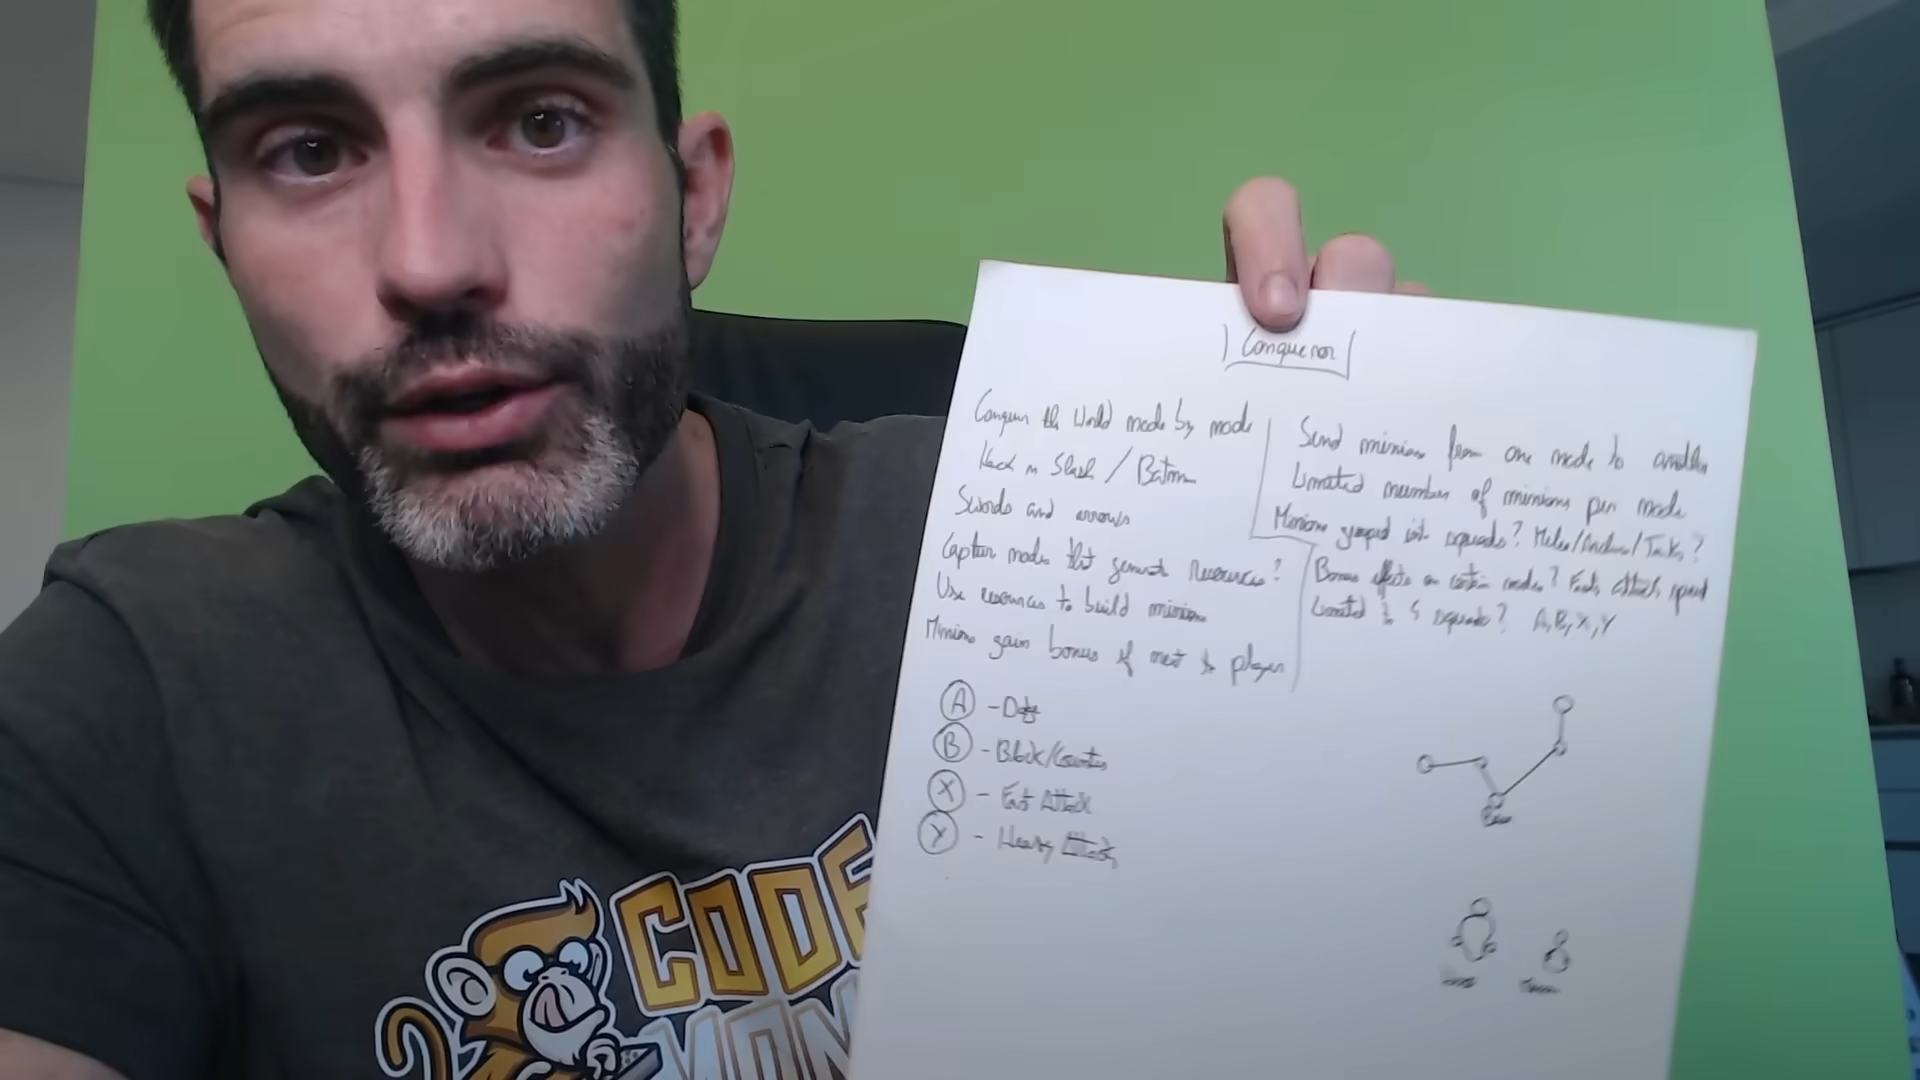 Conqueror
Conquer the World node by node
Hack n Slash / Batman
Swords and arrows
Capture nodes that generate Resources?
Use resources to build minions
Minions gain bonus if next to player
A - Dodge
B - Block/Counter
X - Fast Attack
Y - Heavy Attack
Send minions from one node to another
Limited number of minions per node
Minions grouped into squads? Melee/Archers/Tanks?
Bonus effects on certain nodes? Faster attack speed
Limited to 4 squads? A, B, X, Y
Base
CODE
MON